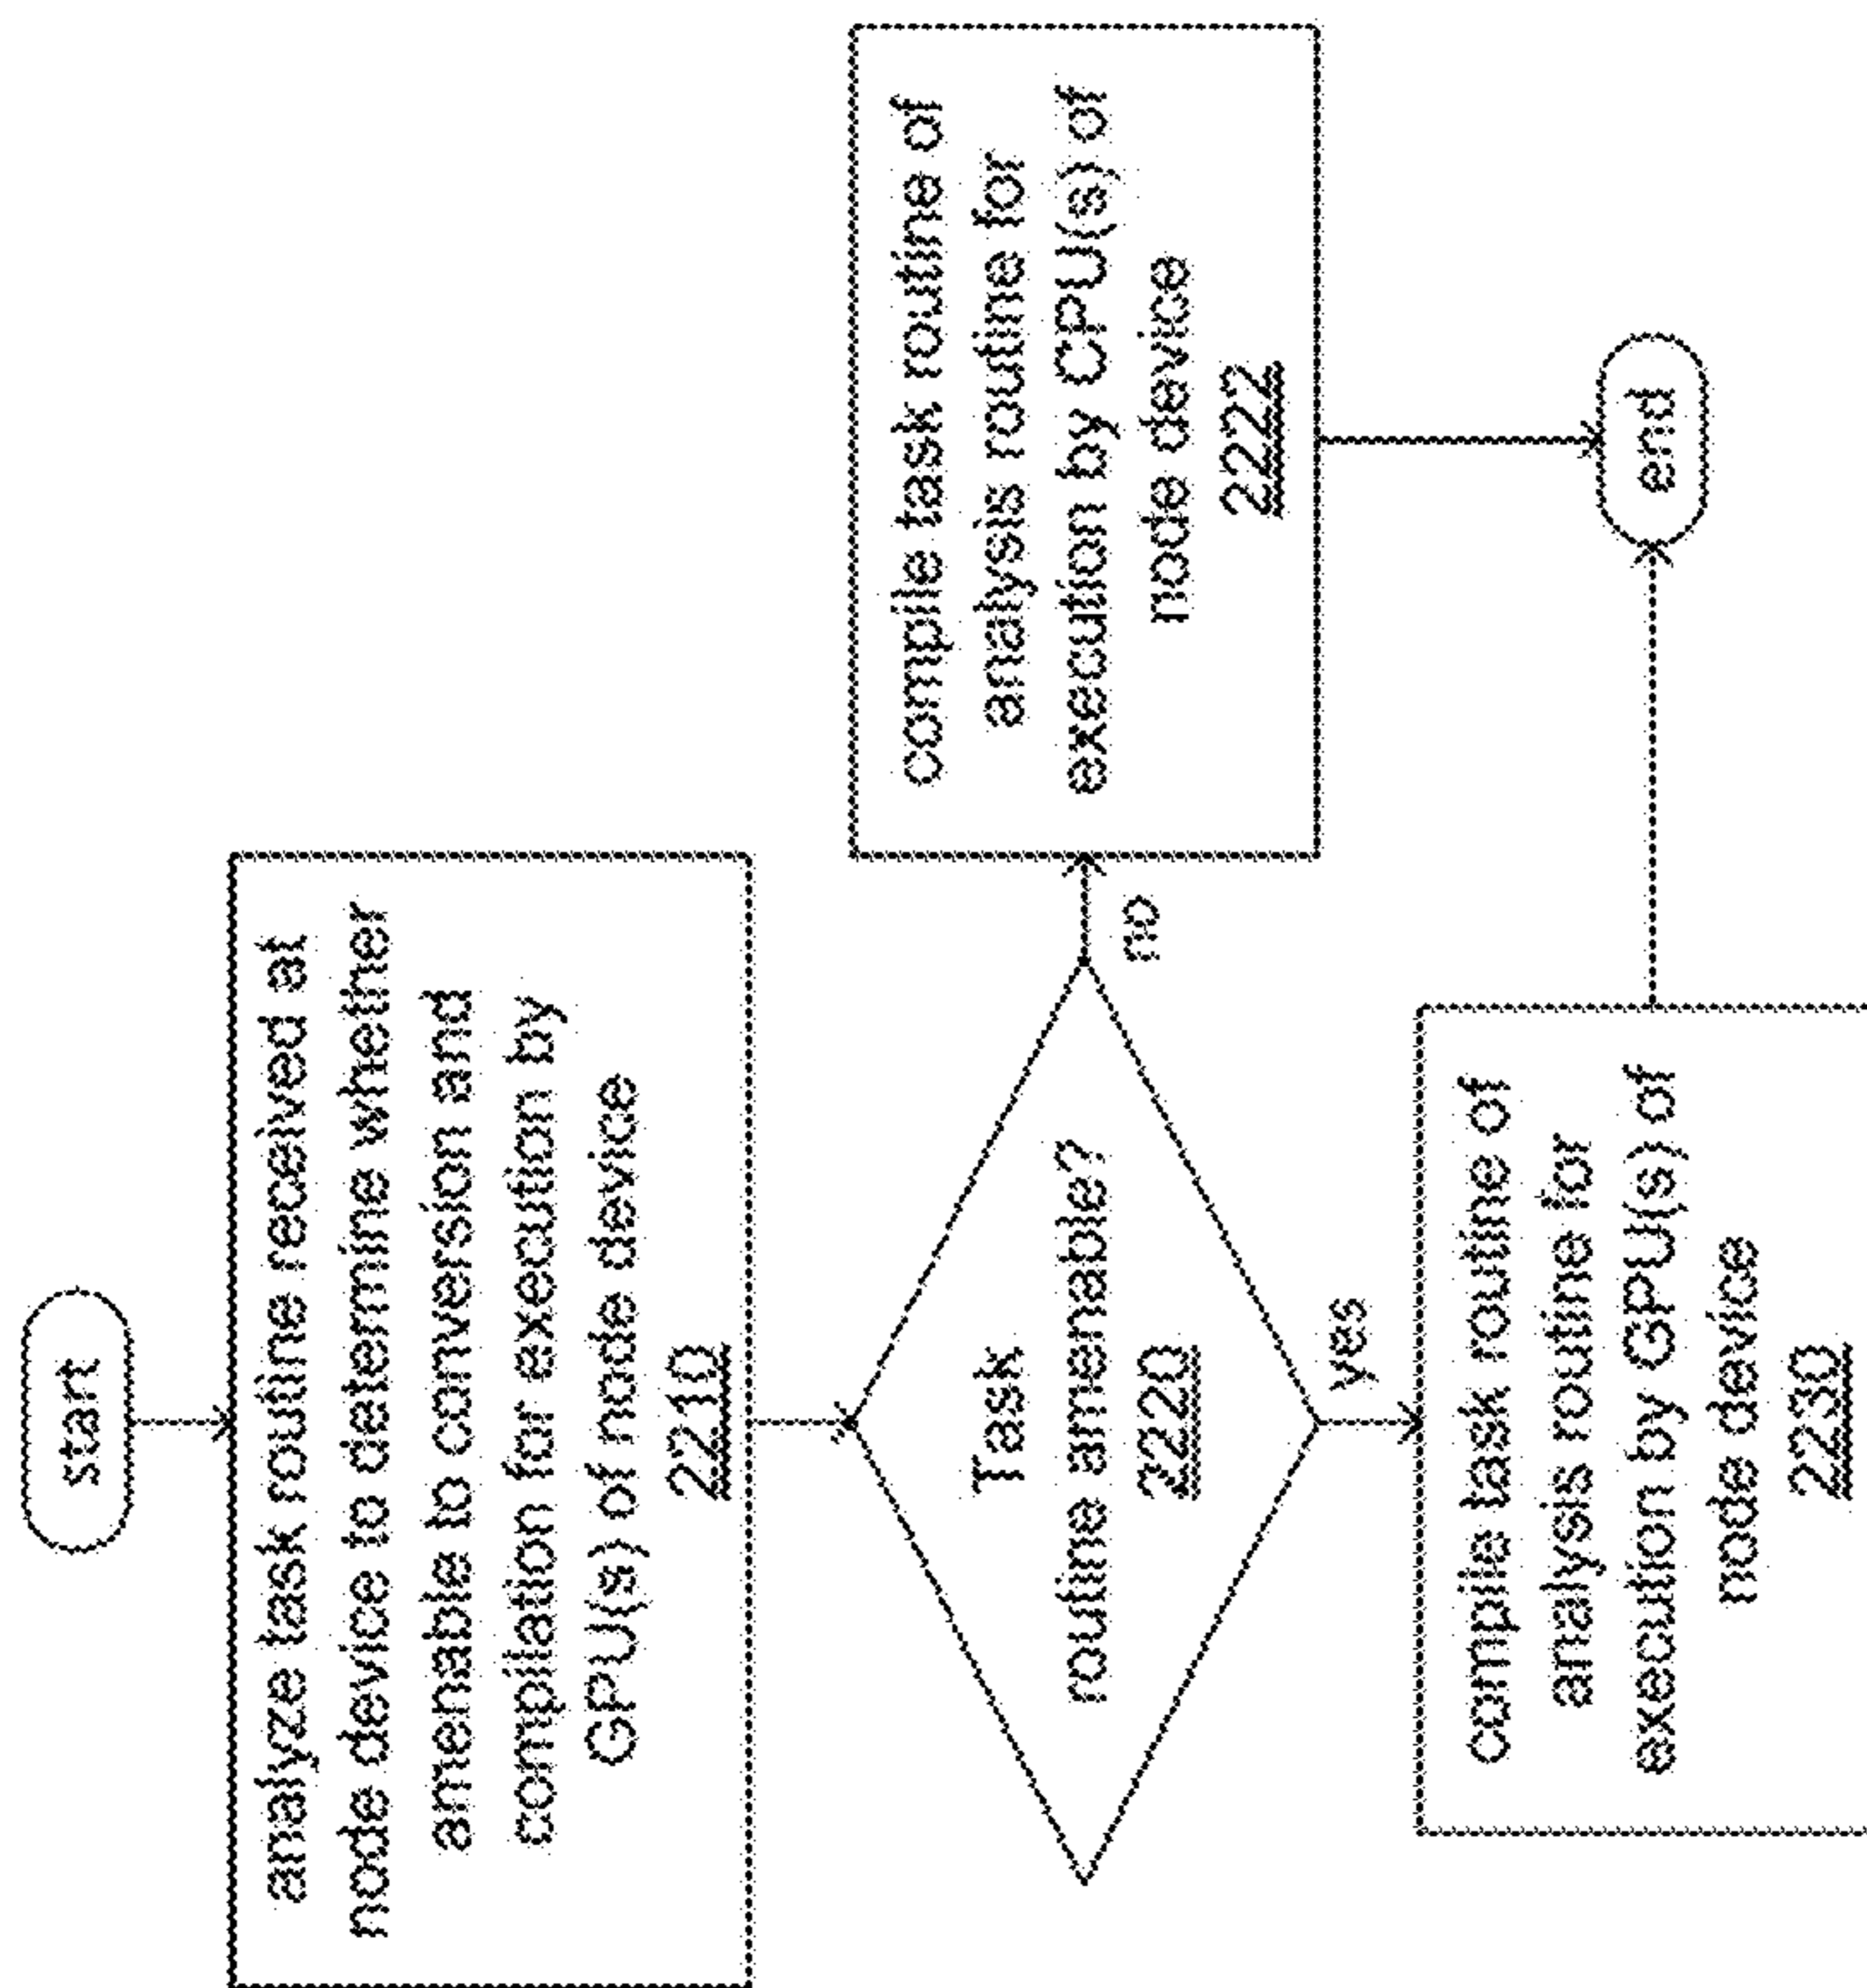 start
analyze task routine received at
node device to determine whether
amenable to conversion and
compilation for execution by
GPU(s) of node device
2210
Task
routine amenable?
2220
no
compile task routine of
analysis routine for
execution by CPU(s) of
node device
2222
yes
compile task routine of
analysis routine for
execution by GPU(s) of
node device
2230
end